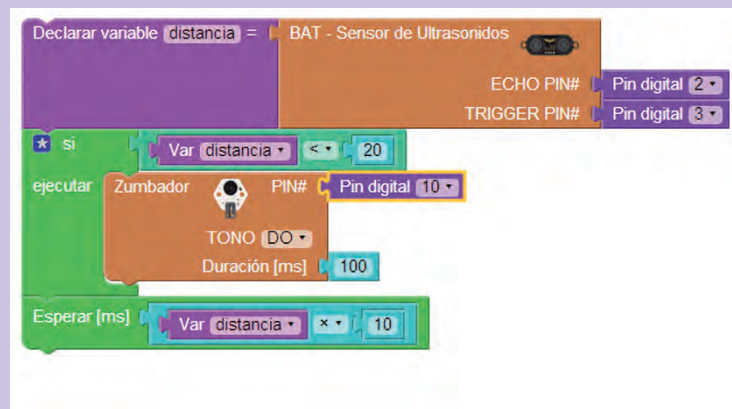 Declarar variable distancia = BAT - Sensor de Ultrasonidos
ECHO PIN# Pin digital 2
TRIGGER PIN# Pin digital 3
si Var distancia < 20
ejecutar Zumbador PIN# Pin digital 10
TONO DO
Duración [ms] 100
Esperar [ms] Var distancia × 10